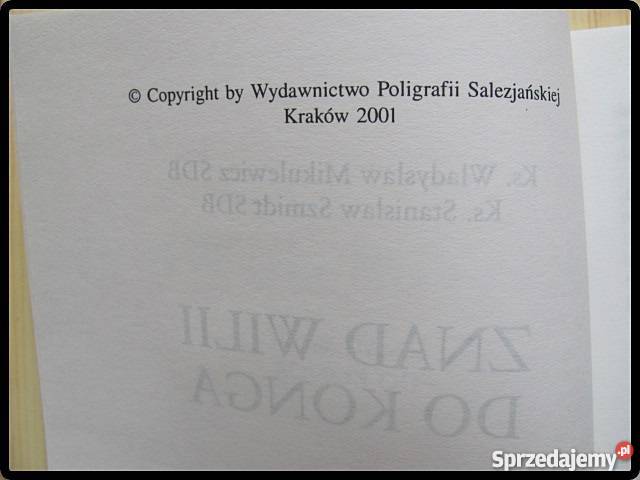 © Copyright by Wydawnictwo Poligrafii Salezjańskiej
Kraków 2001
Ks. Władysław Mikulewicz SDB
Ks. Stanisław Szmidt SDB
ZNAD WILII
DO KONGA
Sprzedajemy.pl